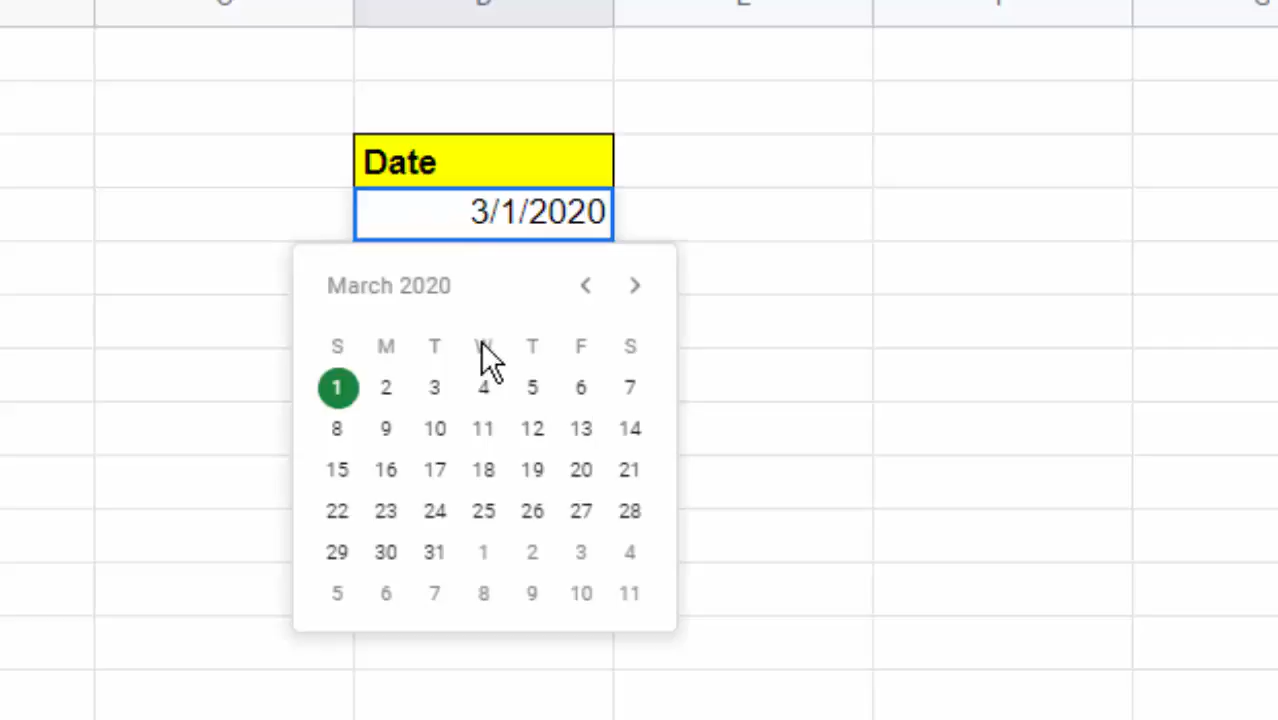 Date
3/1/2020
March 2020
S M T W T F S
1 2 3 4 5 6 7
8 9 10 11 12 13 14
15 16 17 18 19 20 21
22 23 24 25 26 27 28
29 30 31 1 2 3 4
5 6 7 8 9 10 11